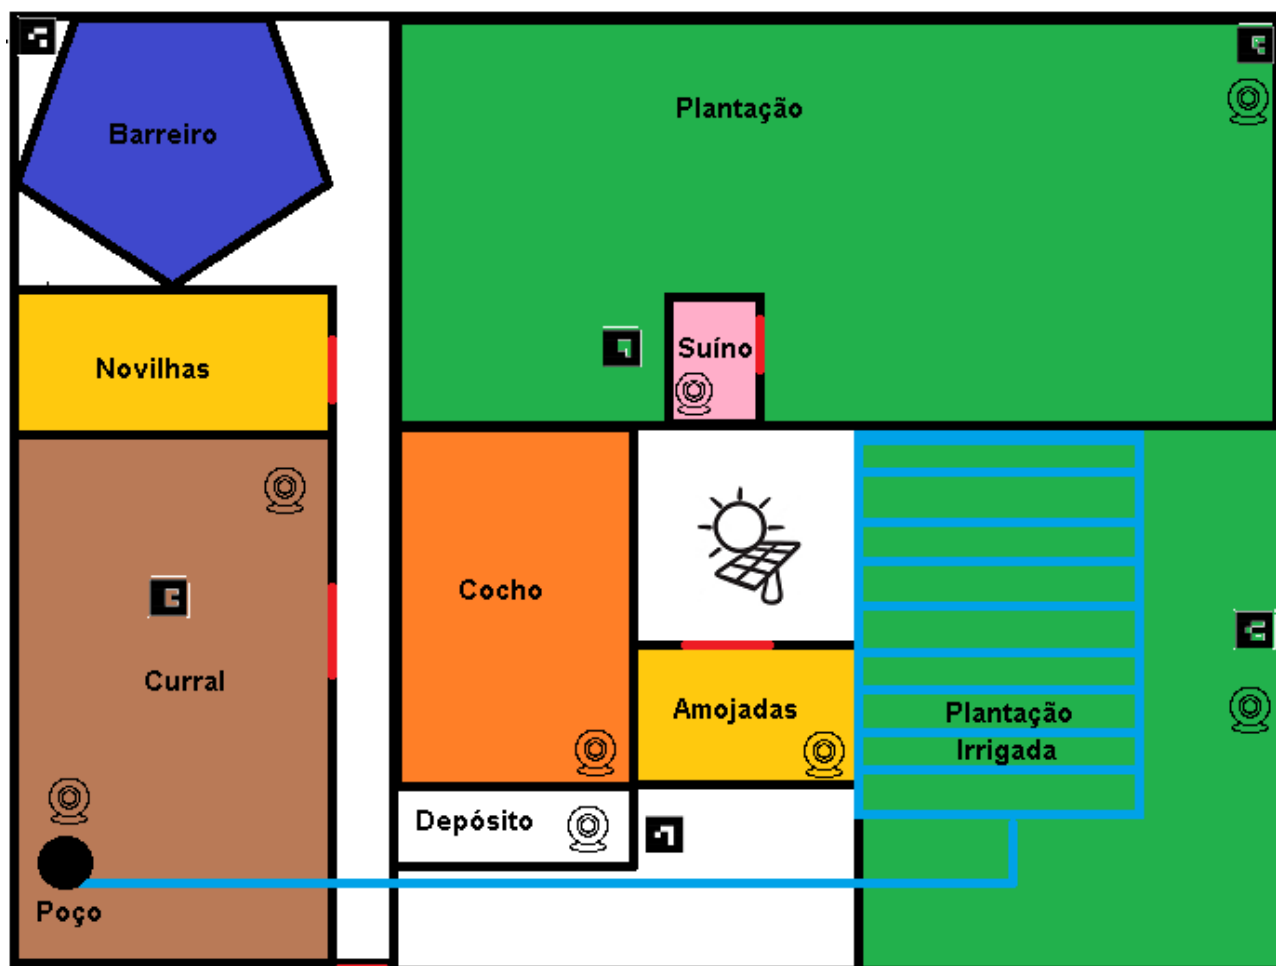 Plantação
Barreiro
Suíno
Novilhas
Cocho
Curral
Amojadas
Plantação
Irrigada
Depósito
Poço